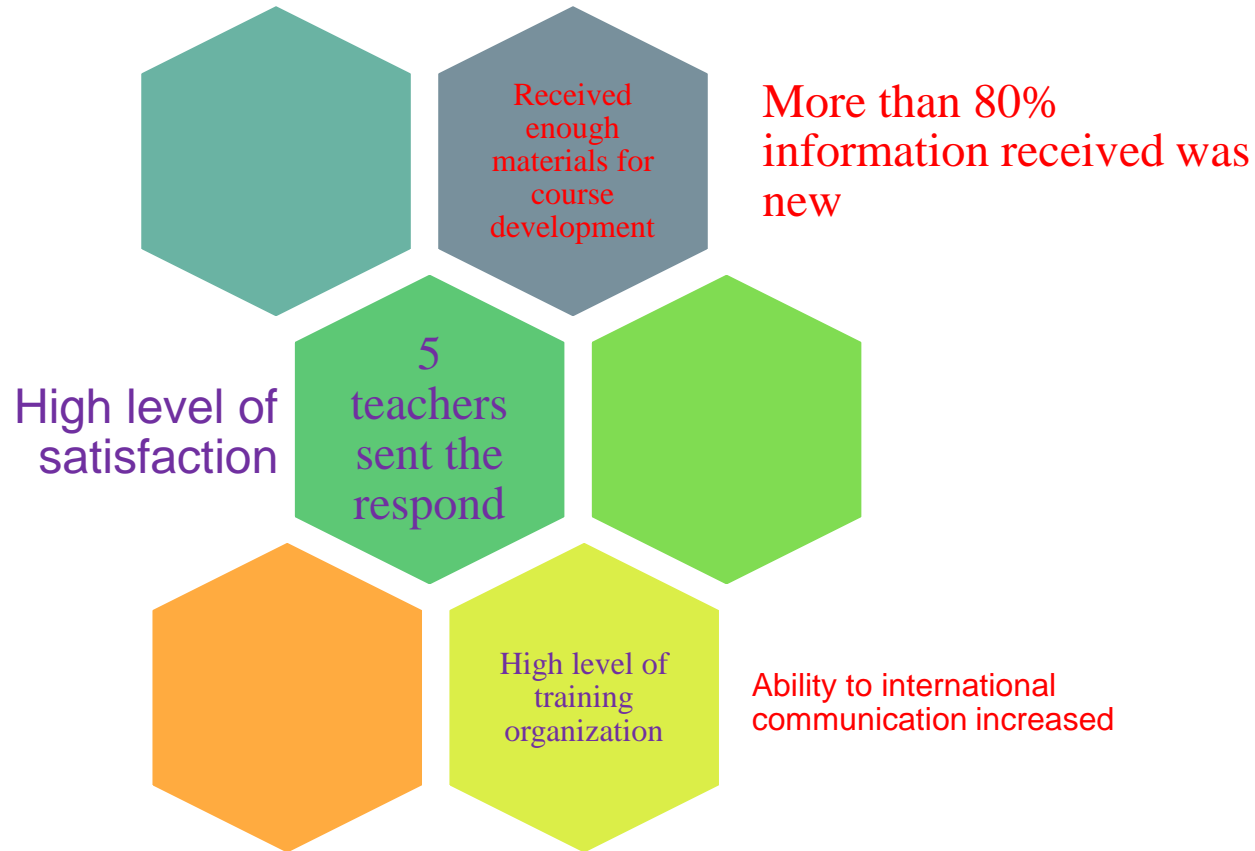 Received
enough
materials for
course
development
More than 80%
information received was
new
High level of
satisfaction
5
teachers
sent the
respond
High level of
training
organization
Ability to international
communication increased